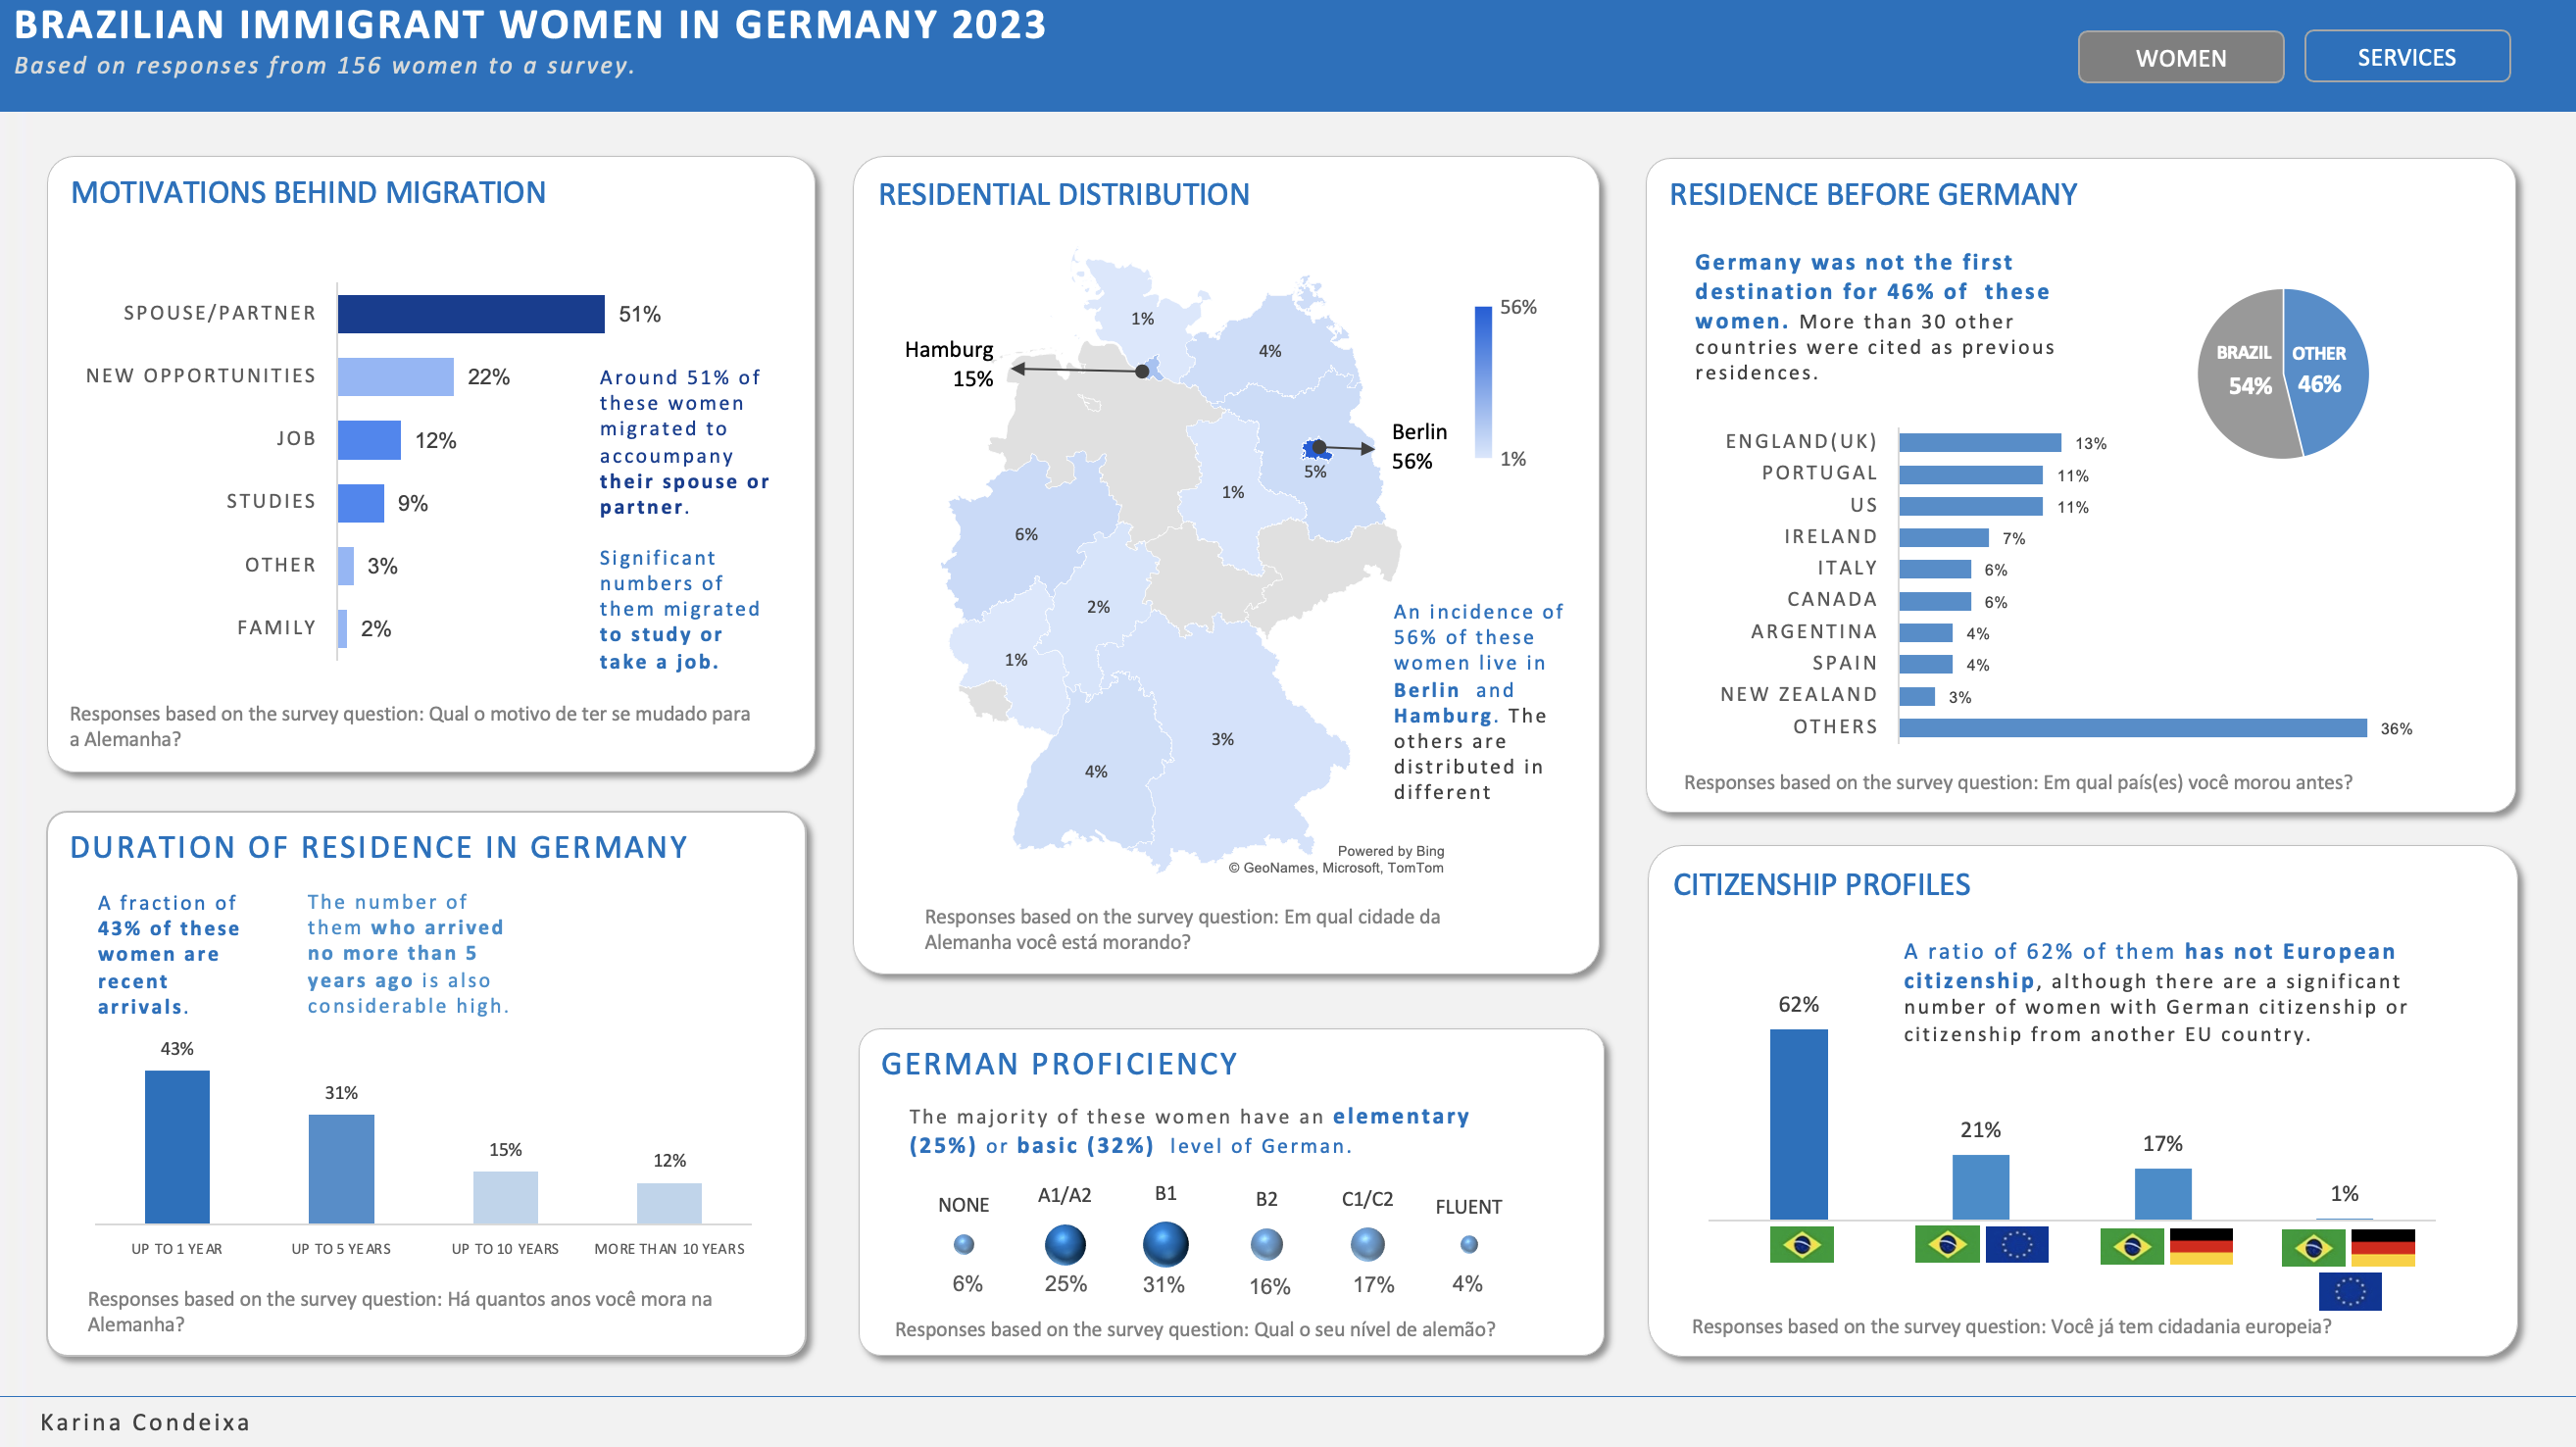 BRAZILIAN IMMIGRANT WOMEN IN GERMANY 2023
Based on responses from 156 women to a survey.
WOMEN
SERVICES
MOTIVATIONS BEHIND MIGRATION
SPOUSE/PARTNER 51%
NEW OPPORTUNITIES 22%
JOB 12%
STUDIES 9%
OTHER 3%
FAMILY 2%
Around 51% of
these women
migrated to
accoumpany
their spouse or
partner.
Significant
numbers of
them migrated
to study or
take a job.
Responses based on the survey question: Qual o motivo de ter se mudado para
a Alemanha?
RESIDENTIAL DISTRIBUTION
1%
4%
Hamburg
15%
56%
1%
Berlin
56%
5%
1%
6%
2%
1%
3%
4%
An incidence of
56% of these
women live in
Berlin and
Hamburg. The
others are
distributed in
different
Powered by Bing
© GeoNames, Microsoft, TomTom
Responses based on the survey question: Em qual cidade da
Alemanha você está morando?
RESIDENCE BEFORE GERMANY
Germany was not the first
destination for 46% of these
women. More than 30 other
countries were cited as previous
residences.
BRAZIL
54%
OTHER
46%
ENGLAND(UK) 13%
PORTUGAL 11%
US 11%
IRELAND 7%
ITALY 6%
CANADA 6%
ARGENTINA 4%
SPAIN 4%
NEW ZEALAND 3%
OTHERS 36%
Responses based on the survey question: Em qual país(es) você morou antes?
DURATION OF RESIDENCE IN GERMANY
A fraction of
43% of these
women are
recent
arrivals.
The number of
them who arrived
no more than 5
years ago is also
considerable high.
43%
31%
15%
12%
UP TO 1 YEAR
UP TO 5 YEARS
UP TO 10 YEARS
MORE THAN 10 YEARS
Responses based on the survey question: Há quantos anos você mora na
Alemanha?
GERMAN PROFICIENCY
The majority of these women have an elementary
(25%) or basic (32%) level of German.
NONE
A1/A2
B1
B2
C1/C2
FLUENT
6%
25%
31%
16%
17%
4%
Responses based on the survey question: Qual o seu nível de alemão?
CITIZENSHIP PROFILES
A ratio of 62% of them has not European
citizenship, although there are a significant
number of women with German citizenship or
citizenship from another EU country.
62%
21%
17%
1%
Responses based on the survey question: Você já tem cidadania europeia?
Karina Condeixa